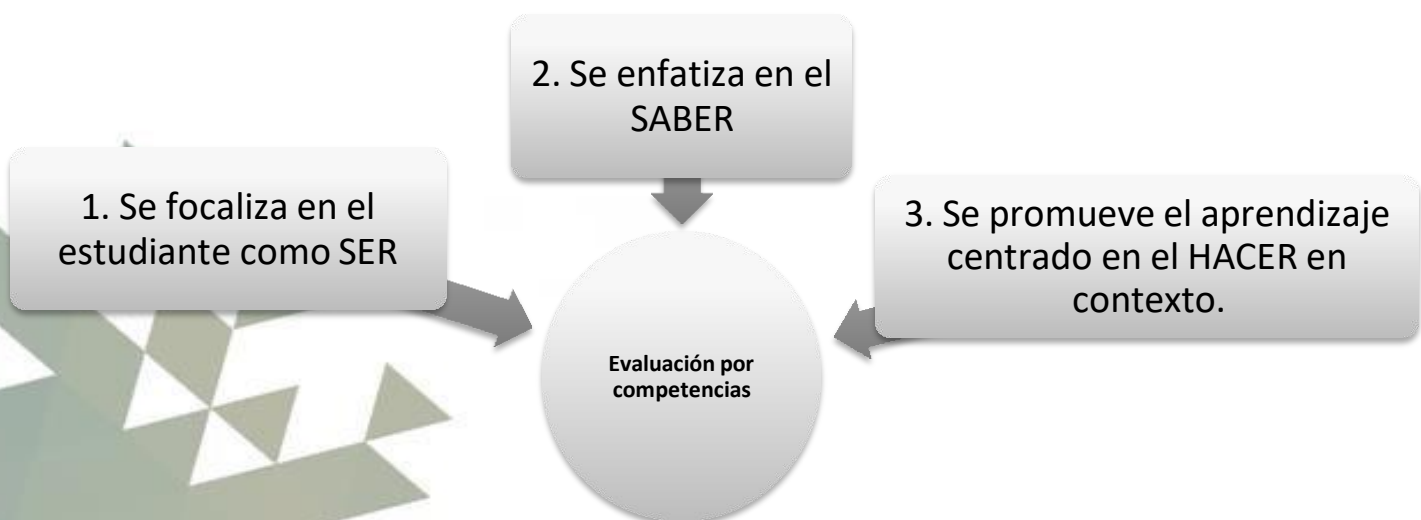 1. Se focaliza en el
estudiante como SER
2. Se enfatiza en el
SABER
3. Se promueve el aprendizaje
centrado en el HACER en
contexto.
Evaluación por
competencias